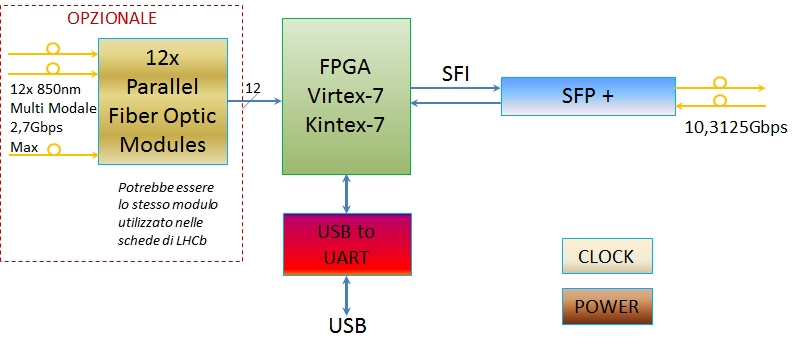 OPZIONALE
12x
Parallel
Fiber Optic
Modules
12x 850nm
Multi Modale
2,7Gbps
Max
Potrebbe essere
lo stesso modulo
utilizzato nelle
schede di LHCb
12
FPGA
Virtex-7
Kintex-7
SFI
SFP +
10,3125Gbps
USB to
UART
USB
CLOCK
POWER